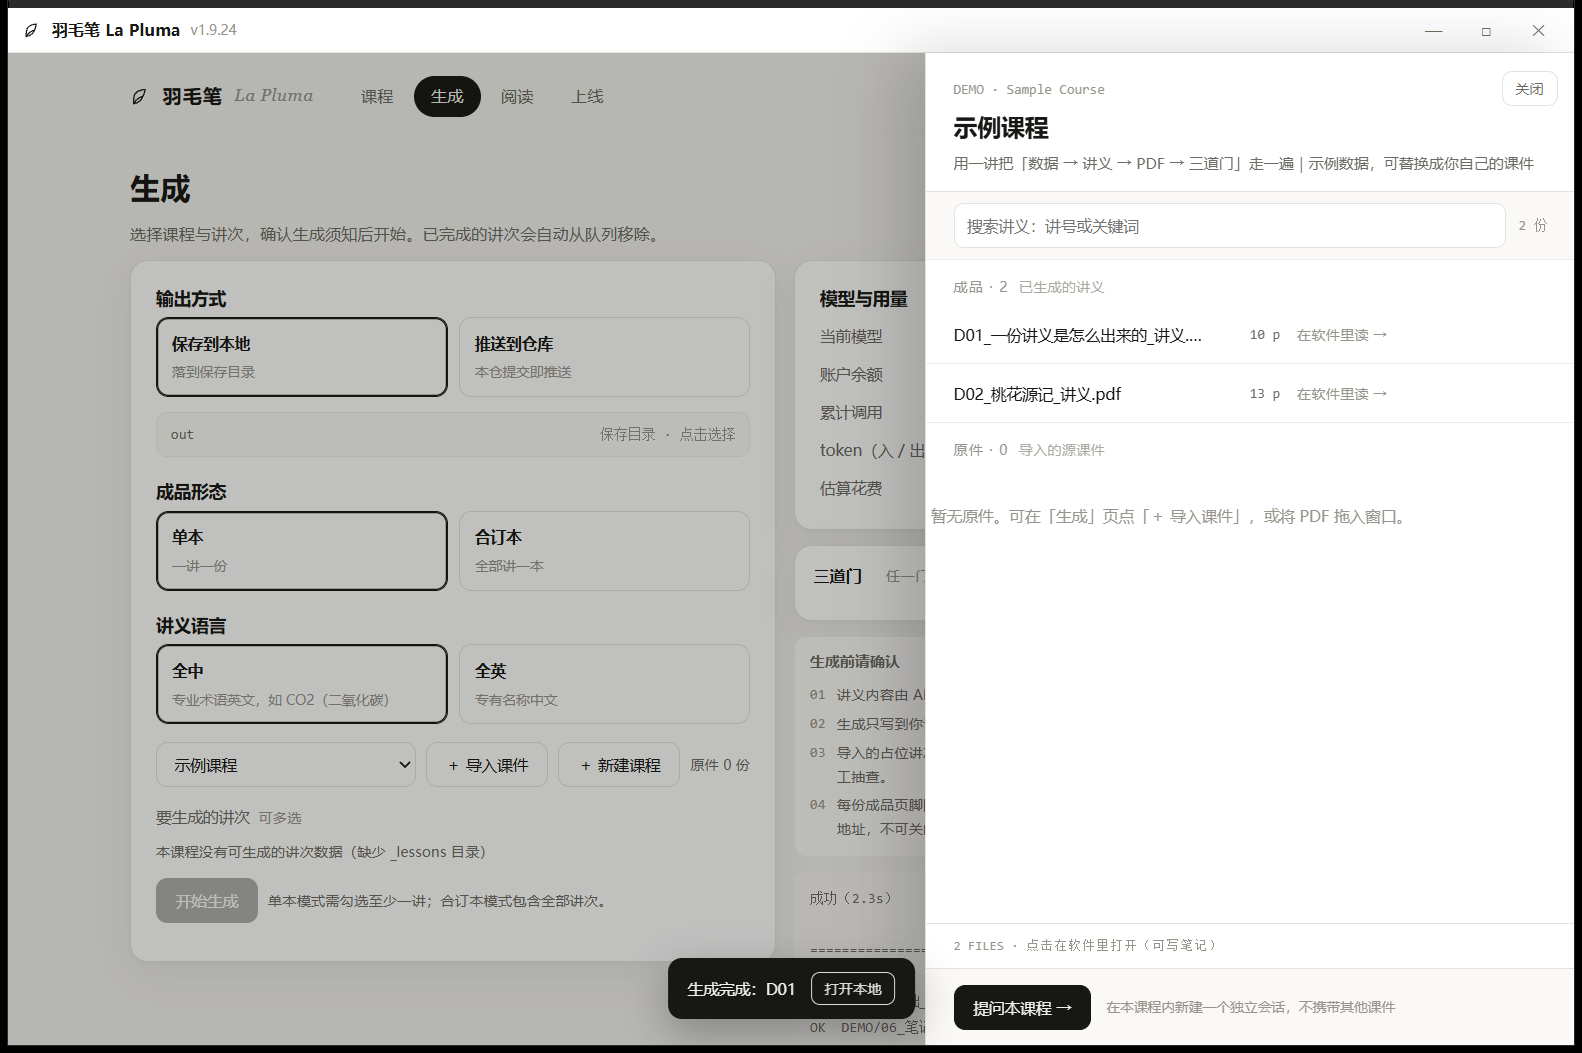 羽毛笔 La Pluma v1.9.24
羽毛笔 La Pluma 课程 生成 阅读 上线
生成
选择课程与讲次，确认生成须知后开始。已完成的讲次会自动从队列移除。
输出方式
保存到本地
落到保存目录
推送到仓库
本仓提交即推送
out 保存目录 · 点击选择
成品形态
单本
一讲一份
合订本
全部讲一本
讲义语言
全中
专业术语英文，如 CO2（二氧化碳）
全英
专有名称中文
示例课程 + 导入课件 + 新建课程 原件 0 份
要生成的讲次 可多选
本课程没有可生成的讲次数据（缺少 _lessons 目录）
开始生成 单本模式需勾选至少一讲；合订本模式包含全部讲次。
模型与用量
当前模型
账户余额
累计调用
token（入 / 出
估算花费
三道门 任一门
生成前请确认
01 讲义内容由 AI
02 生成只写到你
03 导入的占位讲
工抽查。
04 每份成品页脚
地址，不可关
成功（2.3s）
====================
OK DEMO/06_笔记
生成完成：D01 打开本地
DEMO · Sample Course
关闭
示例课程
用一讲把「数据 → 讲义 → PDF → 三道门」走一遍 | 示例数据，可替换成你自己的课件
搜索讲义：讲号或关键词 2 份
成品 · 2 已生成的讲义
D01_一份讲义是怎么出来的_讲义.... 10 p 在软件里读 →
D02_桃花源记_讲义.pdf 13 p 在软件里读 →
原件 · 0 导入的源课件
暂无原件。可在「生成」页点「+ 导入课件」，或将 PDF 拖入窗口。
2 FILES · 点击在软件里打开（可写笔记）
提问本课程 → 在本课程内新建一个独立会话，不携带其他课件